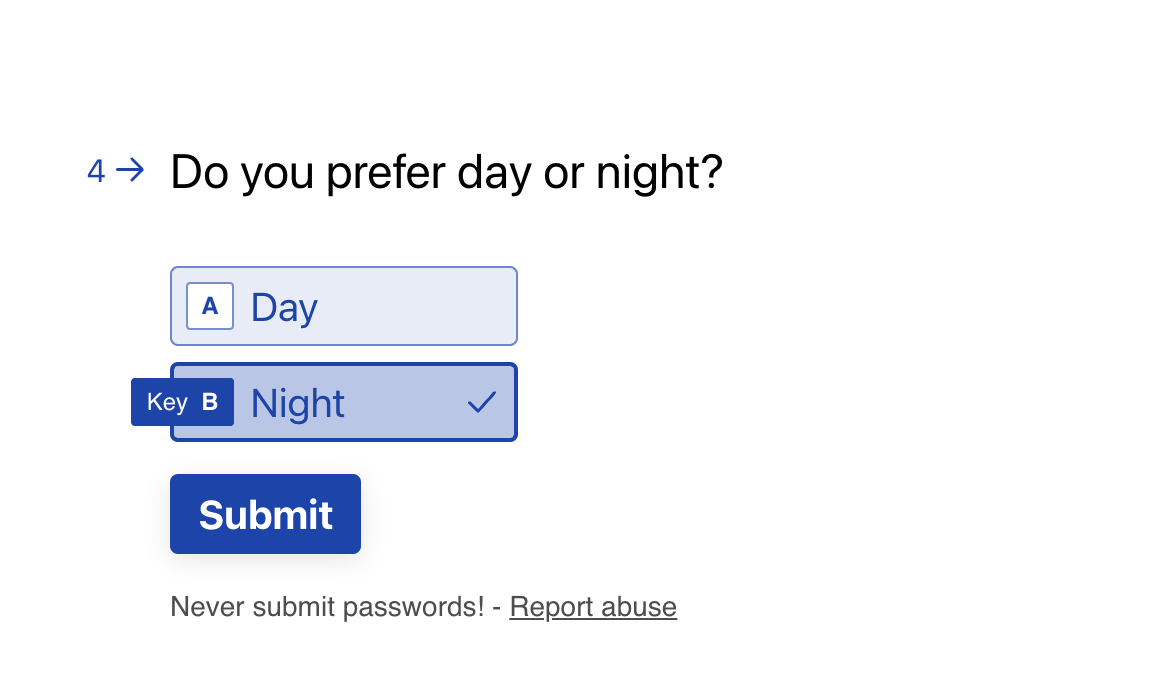 4 → Do you prefer day or night?
A Day
Key B Night
Submit
Never submit passwords! - Report abuse